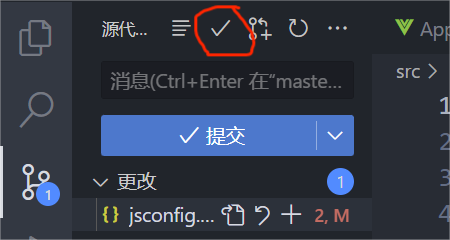 源代... App
消息(Ctrl+Enter 在“maste... src >
提交 1
1 2
更改 1 3
{} jsconfig.... 2, M 4